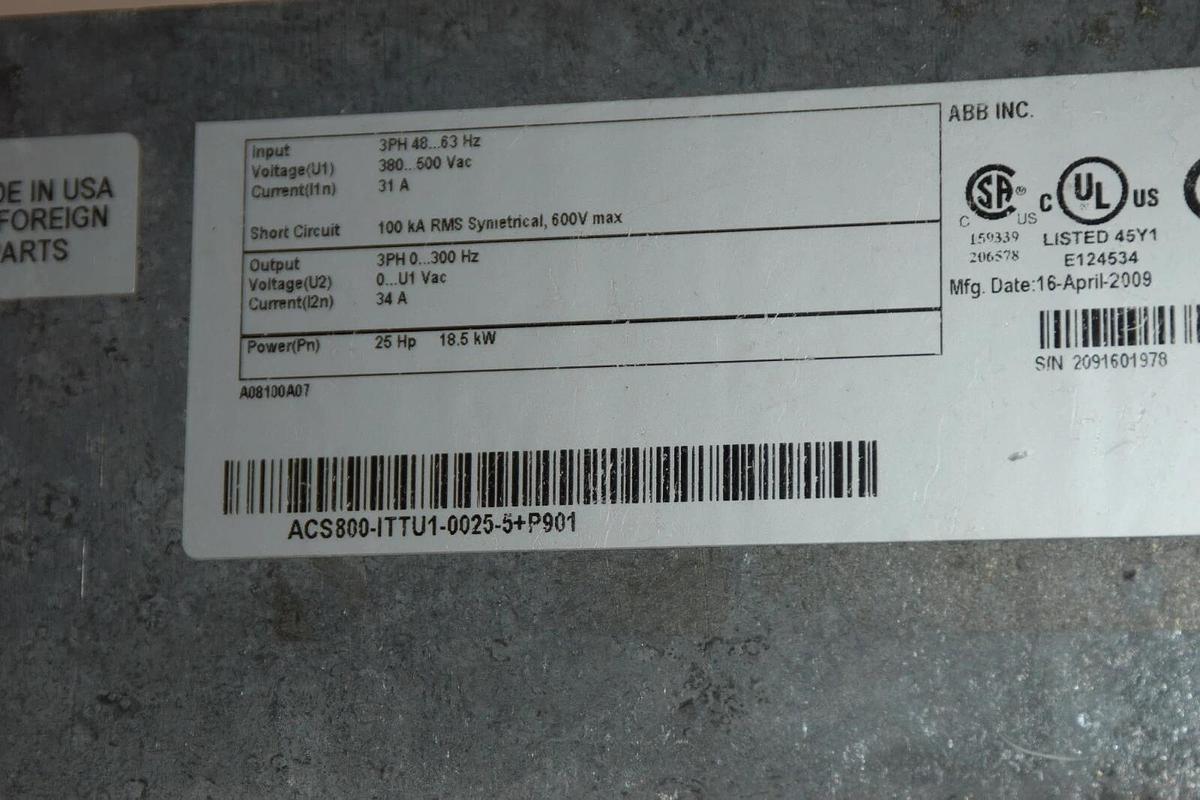 DE IN USA
FOREIGN
ARTS
Input 3PH 48...63 Hz
Voltage(U1) 380...500 Vac
Current(I1n) 31 A
Short Circuit 100 kA RMS Symetrical, 600V max
Output 3PH 0...300 Hz
Voltage(U2) 0...U1 Vac
Current(I2n) 34 A
Power(Pn) 25 Hp 18.5 kW
A08100A07
ACS800-ITTU1-0025-5+P901
ABB INC.
SA ®
C US
159339
206578
C UL US
LISTED 45Y1
E124534
Mfg. Date:16-April-2009
S/N 2091601978